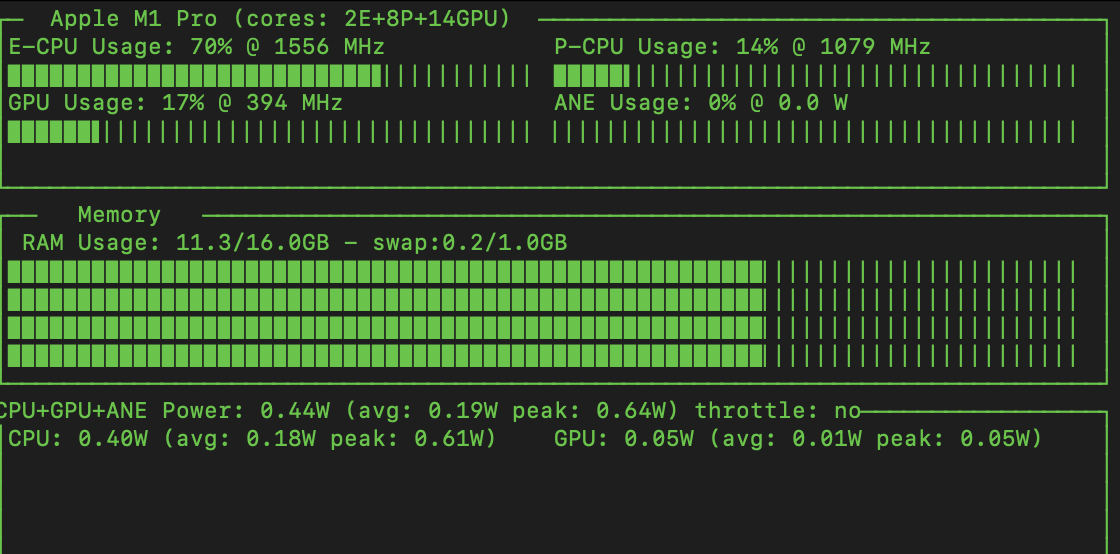 Apple M1 Pro (cores: 2E+8P+14GPU)
E-CPU Usage: 70% @ 1556 MHz
P-CPU Usage: 14% @ 1079 MHz
GPU Usage: 17% @ 394 MHz
ANE Usage: 0% @ 0.0 W
Memory
RAM Usage: 11.3/16.0GB - swap:0.2/1.0GB
CPU+GPU+ANE Power: 0.44W (avg: 0.19W peak: 0.64W) throttle: no
CPU: 0.40W (avg: 0.18W peak: 0.61W)
GPU: 0.05W (avg: 0.01W peak: 0.05W)